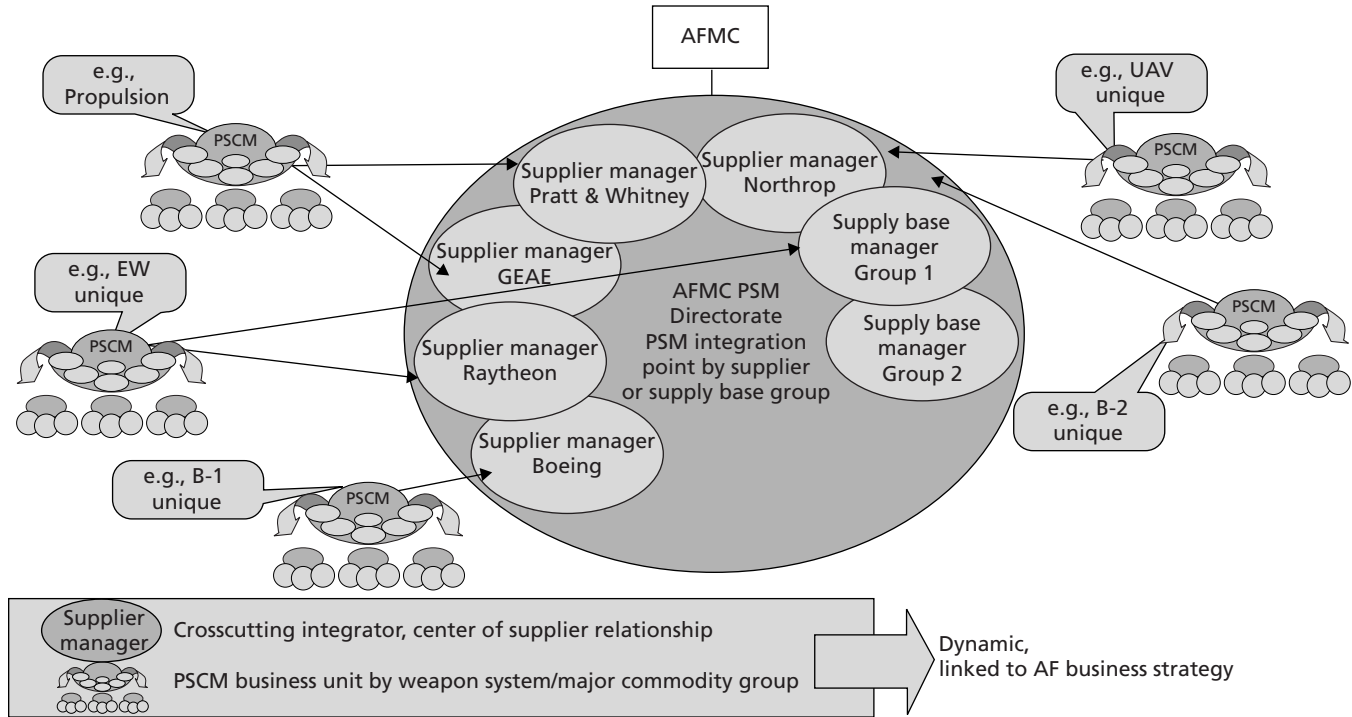 AFMC
e.g.,
Propulsion
PSCM
e.g., UAV
unique
PSCM
Supplier manager
Pratt & Whitney
Supplier manager
Northrop
Supply base
manager
Group 1
Supplier manager
GEAE
e.g., EW
unique
PSCM
AFMC PSM
Directorate
PSM integration
point by supplier
or supply base group
Supply base
manager
Group 2
PSCM
Supplier manager
Raytheon
e.g., B-2
unique
Supplier manager
Boeing
e.g., B-1
unique
PSCM
Supplier
manager
Crosscutting integrator, center of supplier relationship
PSCM business unit by weapon system/major commodity group
Dynamic,
linked to AF business strategy